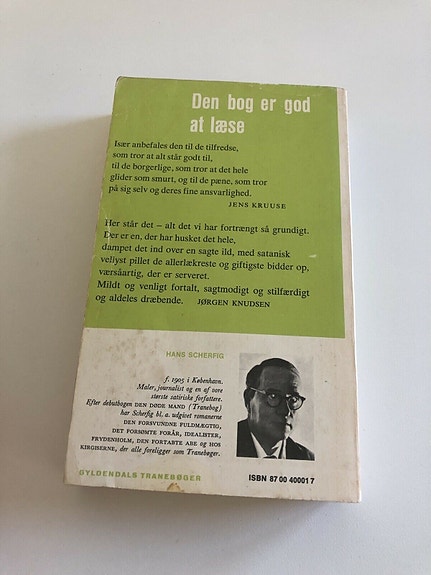 Den bog er god
at læse
Især anbefales den til de tilfredse,
som tror at alt står godt til,
til de borgerlige, som tror at det hele
glider som smurt, og til de pæne, som tror
på sig selv og deres fine ansvarlighed.
JENS KRUUSE
Her står det – alt det vi har fortrængt så grundigt.
Der er en, der har husket det hele,
dampet det ind over en sagte ild, med satanisk
vellyst pillet de allerlækreste og giftigste bidder op,
værsåartig, der er serveret.
Mildt og venligt fortalt, sagtmodigt og stilfærdigt
og aldeles dræbende. JØRGEN KNUDSEN
HANS SCHERFIG
f. 1905 i København.
Maler, journalist og en af vore
største satiriske forfattere.
Efter debutbogen DEN DØDE MAND (Tranebog)
har Scherfig bl. a. udgivet romanerne
DEN FORSVUNDNE FULDMÆGTIG,
DET FORSØMTE FORÅR, IDEALISTER,
FRYDENHOLM, DEN FORTABTE ABE og HOS
KIRGISERNE, der alle foreligger som Tranebøger.
GYLDENDALS TRANEBØGER
ISBN 87 00 40001 7